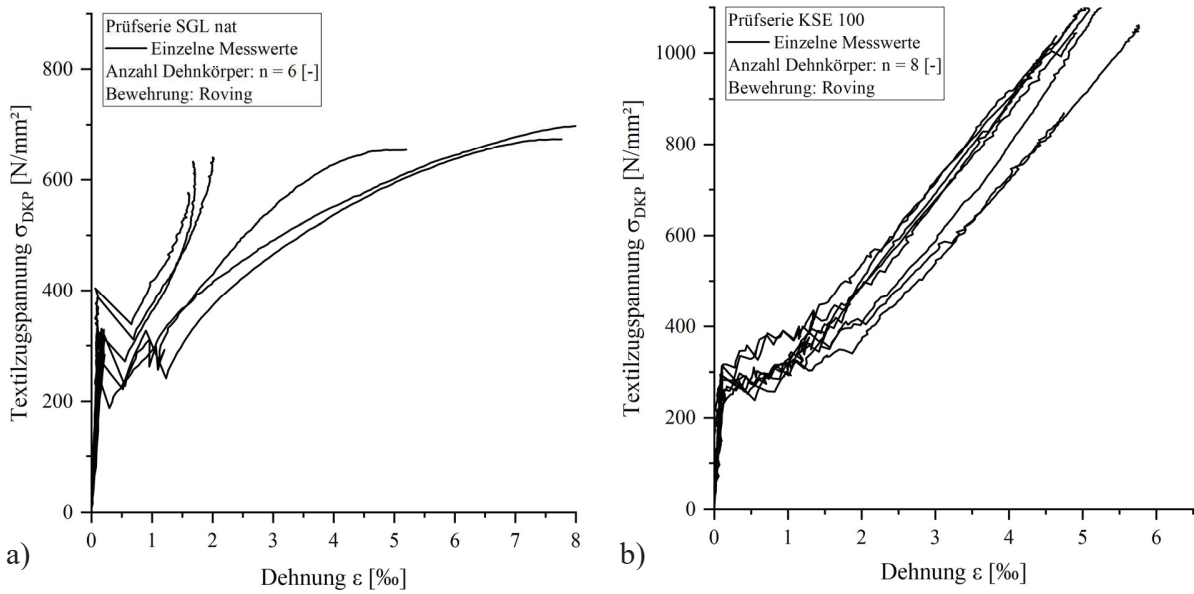 Prüfserie SGL nat
Einzelne Messwerte
Anzahl Dehnkörper: n = 6 [-]
Bewehrung: Roving
800
600
400
200
0
Textilzugspannung σDKP [N/mm²]
0 1 2 3 4 5 6 7 8
Dehnung ε [‰]
a)
Prüfserie KSE 100
Einzelne Messwerte
Anzahl Dehnkörper: n = 8 [-]
Bewehrung: Roving
1000
800
600
400
200
0
Textilzugspannung σDKP [N/mm²]
0 1 2 3 4 5 6
Dehnung ε [‰]
b)